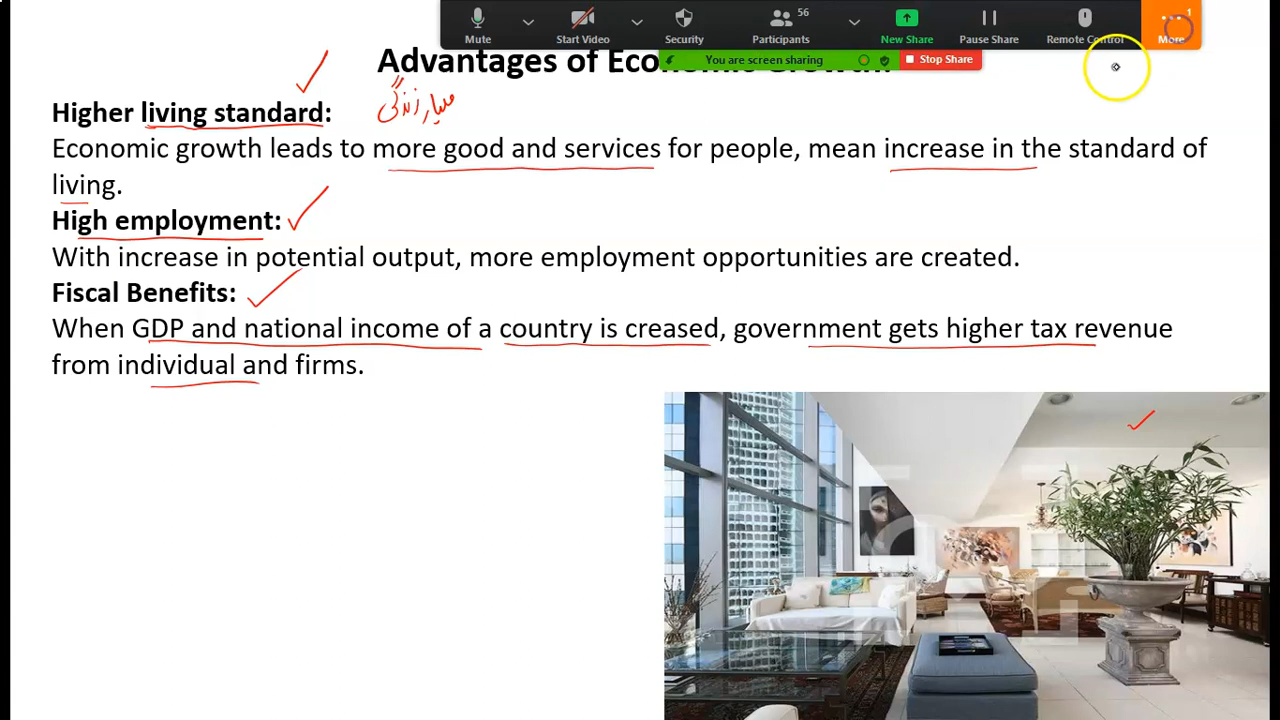 Mute
Start Video
Security
56
Participants
New Share
Pause Share
Remote Control
1
More
You are screen sharing
Stop Share
Advantages of Economic Growth:
معیار زندگی
Higher living standard:
Economic growth leads to more good and services for people, mean increase in the standard of
living.
High employment:
With increase in potential output, more employment opportunities are created.
Fiscal Benefits:
When GDP and national income of a country is creased, government gets higher tax revenue
from individual and firms.